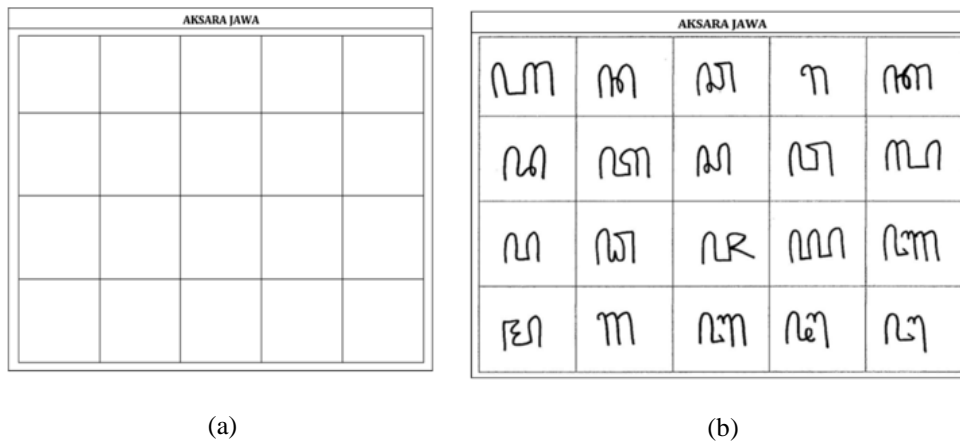 AKSARA JAWA
AKSARA JAWA
ꦲ ꦤ ꦕ ꦫ ꦏ
ꦢ ꦠ ꦱ ꦮ ꦭ
ꦥ ꦝ ꦗ ꦪ ꦚ
ꦩ ꦒ ꦧ ꦛ ꦔ
(a)
(b)